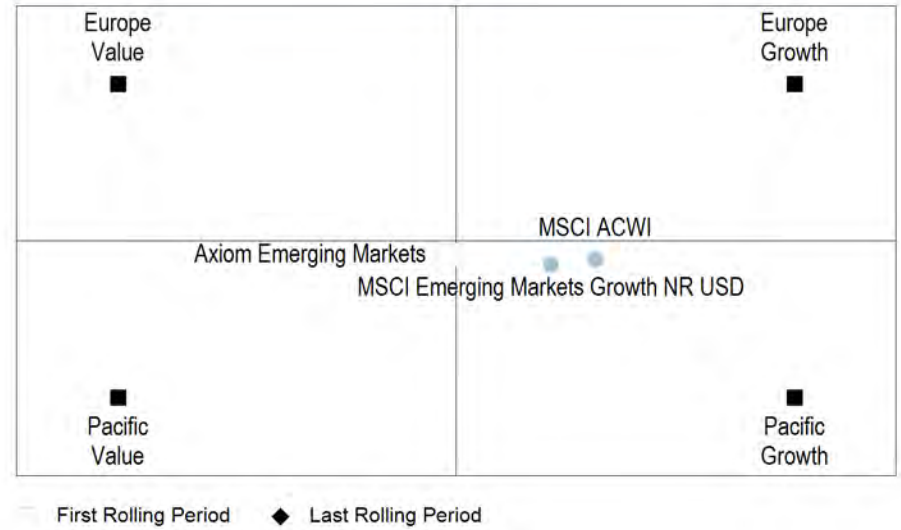 Europe
Value
Europe
Growth
MSCI ACWI
Axiom Emerging Markets
MSCI Emerging Markets Growth NR USD
Pacific
Value
Pacific
Growth
First Rolling Period
Last Rolling Period